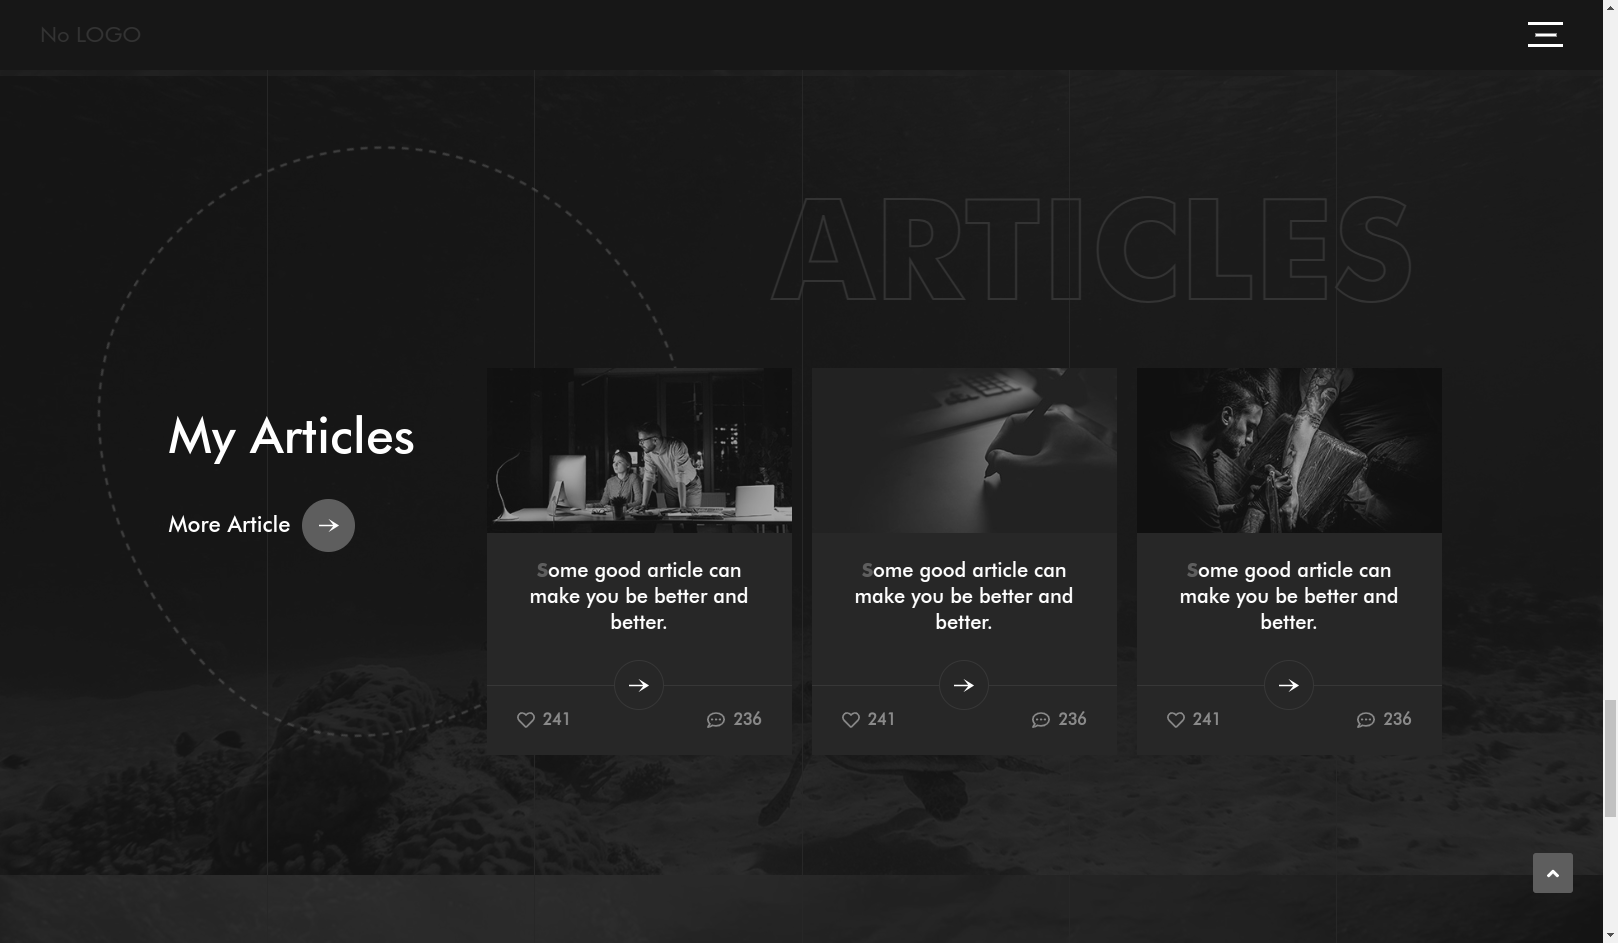 No LOGO
ARTICLES
My Articles
More Article
Some good article can
make you be better and
better.
241
236
Some good article can
make you be better and
better.
241
236
Some good article can
make you be better and
better.
241
236